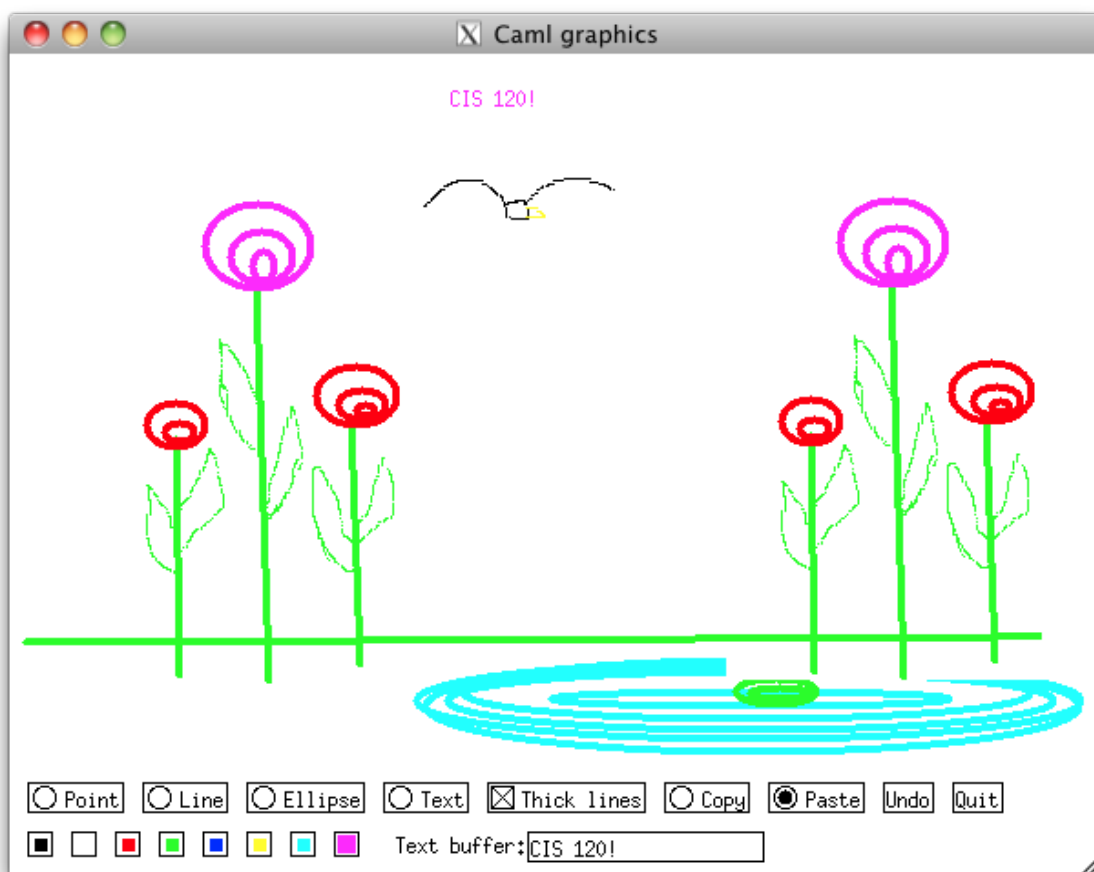 Caml graphics
CIS 120!
Point Line Ellipse Text Thick lines Copy Paste Undo Quit
Text buffer: CIS 120!